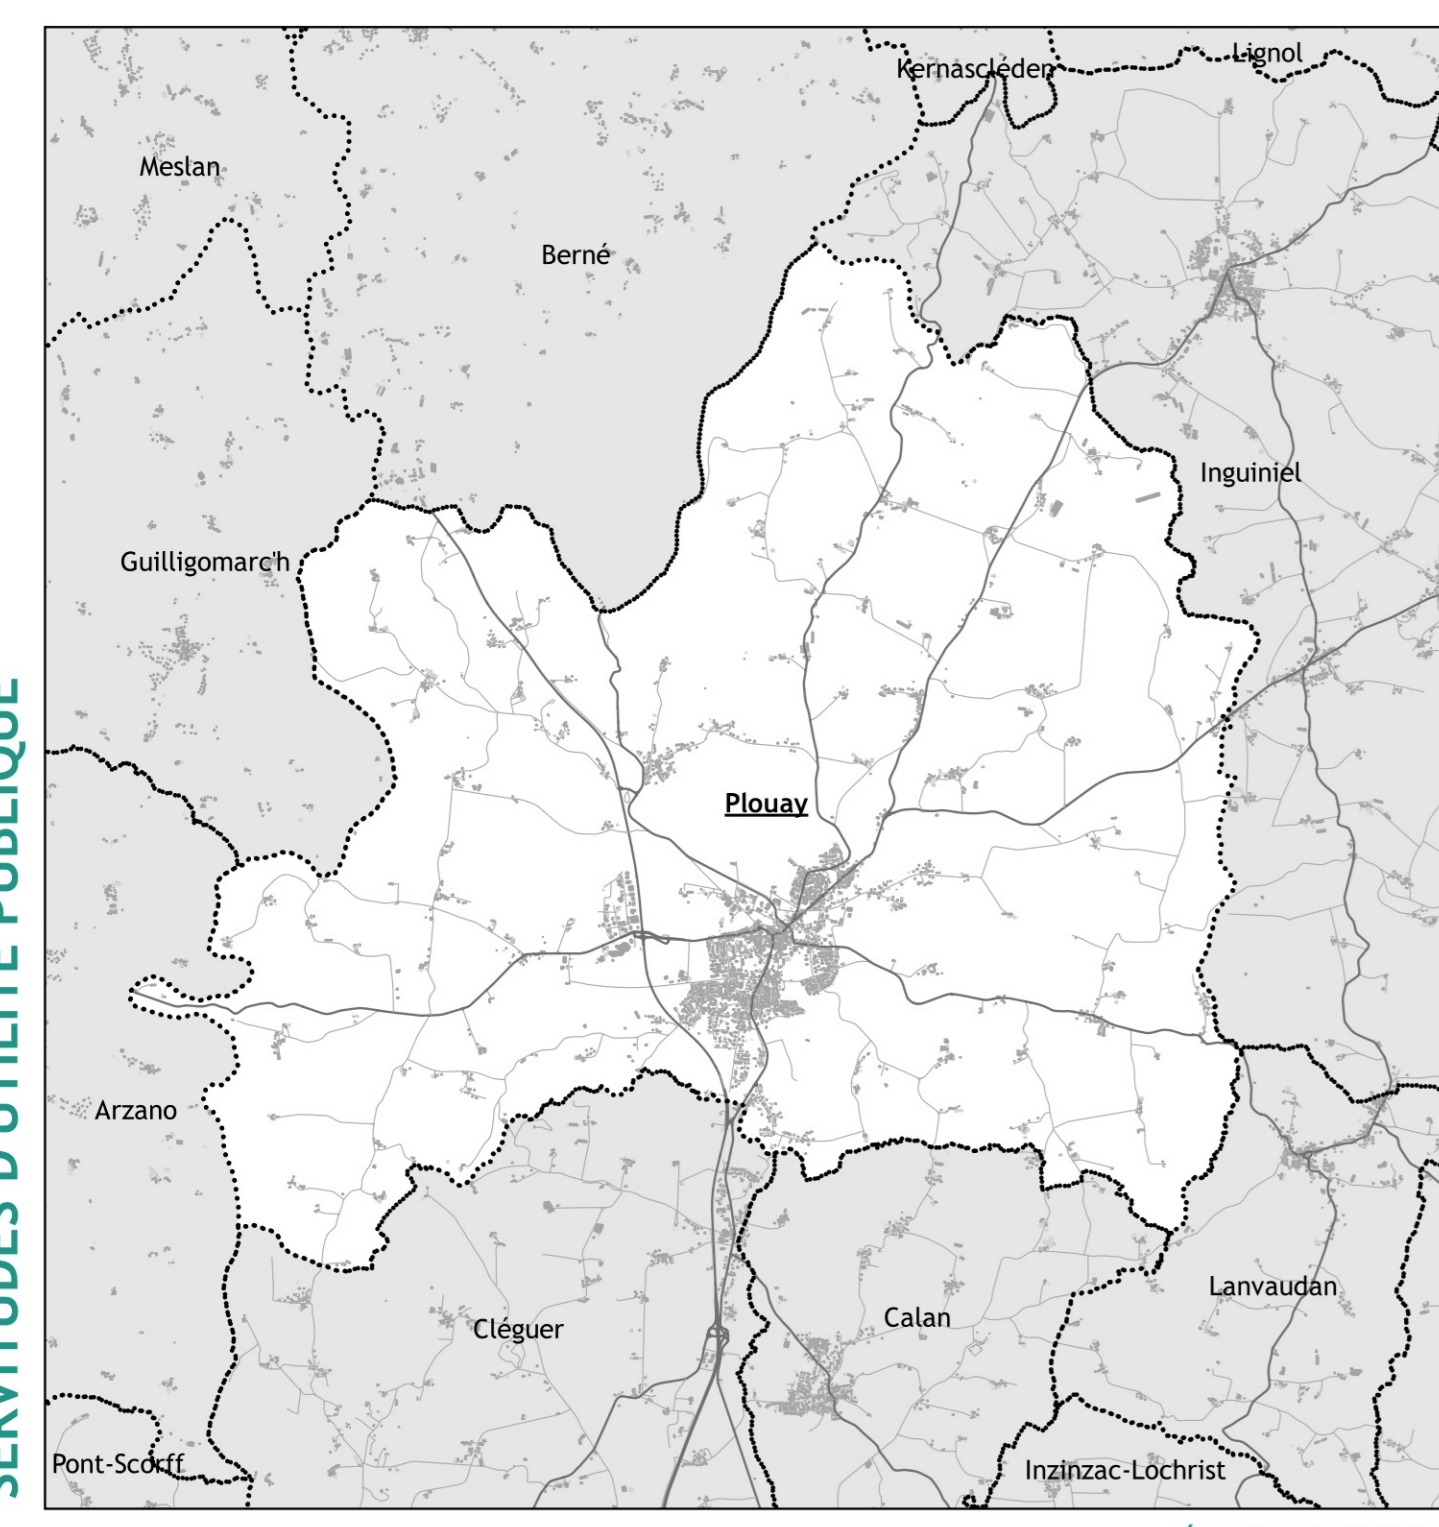 SERVITUDES D'UTILITÉ PUBLIQUE
Lignol
Kernascléden
Meslan
Berné
Inguiniel
Guilligomarc'h
Plouay
Arzano
Lanvaudan
Calan
Cléguer
Pont-Scorff
Inzinzac-Lochrist